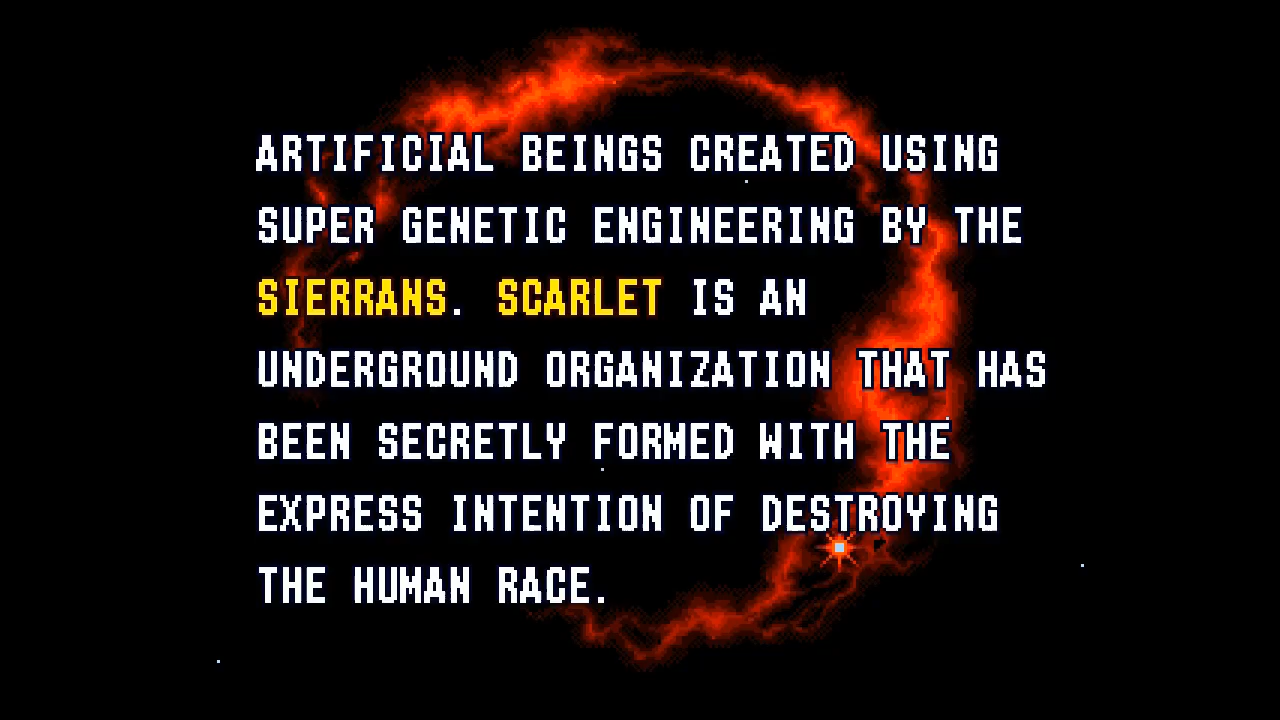 ARTIFICIAL BEINGS CREATED USING
SUPER GENETIC ENGINEERING BY THE
SIERRANS. SCARLET IS AN
UNDERGROUND ORGANIZATION THAT HAS
BEEN SECRETLY FORMED WITH THE
EXPRESS INTENTION OF DESTROYING
THE HUMAN RACE.